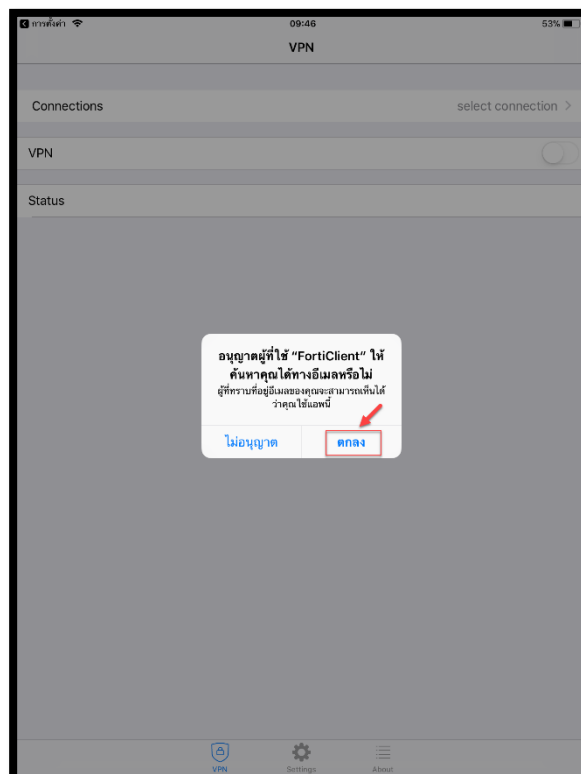 การตั้งค่า
09:46
53%
VPN
Connections
select connection >
VPN
Status
อนุญาตผู้ที่ใช้ “FortiClient” ให้
ค้นหาคุณได้ทางอีเมลหรือไม่
ผู้ที่ทราบที่อยู่อีเมลของคุณจะสามารถเห็นได้
ว่าคุณใช้แอพนี้
ไม่อนุญาต
ตกลง
VPN
Settings
About